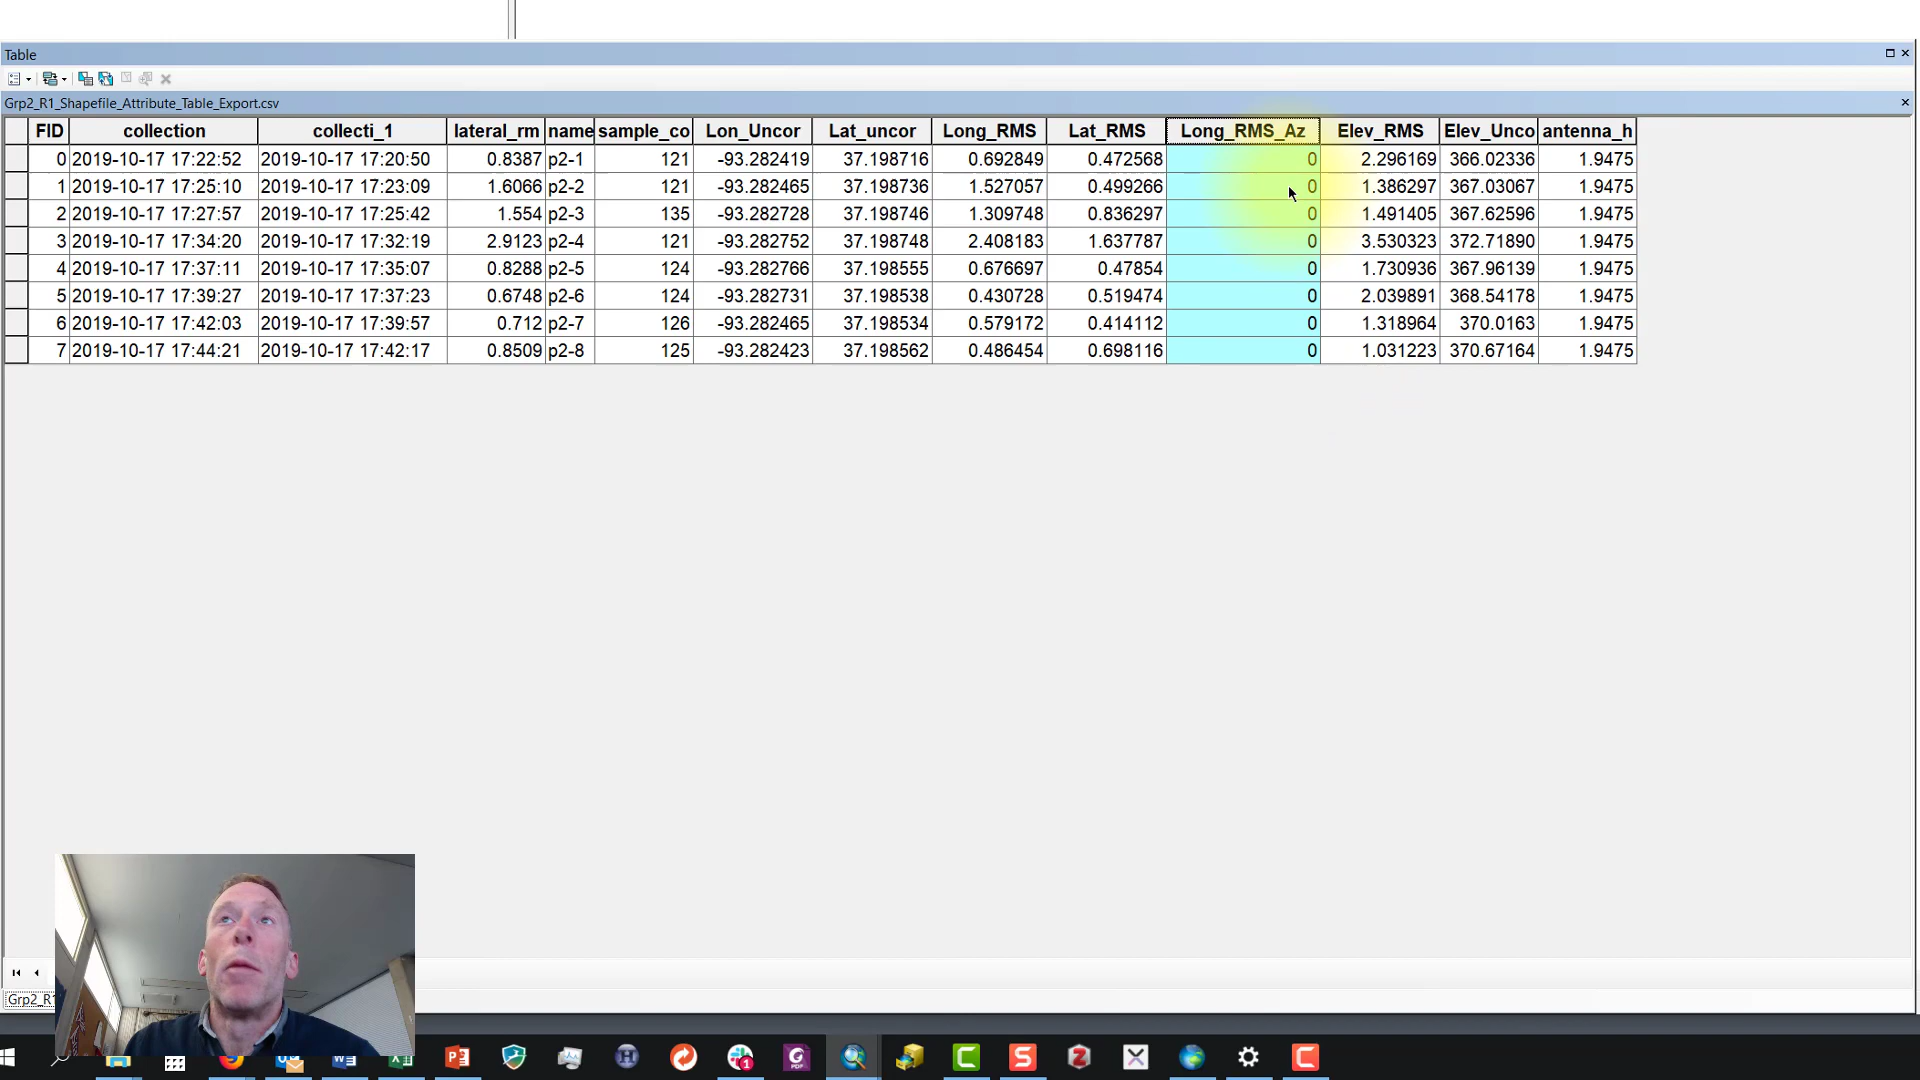 Table
Grp2_R1_Shapefile_Attribute_Table_Export.csv
FID collection collecti_1 lateral_rm name sample_co Lon_Uncor Lat_uncor Long_RMS Lat_RMS Long_RMS_Az Elev_RMS Elev_Unco antenna_h
0 2019-10-17 17:22:52 2019-10-17 17:20:50 0.8387 p2-1 121 -93.282419 37.198716 0.692849 0.472568 0 2.296169 366.02336 1.9475
1 2019-10-17 17:25:10 2019-10-17 17:23:09 1.6066 p2-2 121 -93.282465 37.198736 1.527057 0.499266 0 1.386297 367.03067 1.9475
2 2019-10-17 17:27:57 2019-10-17 17:25:42 1.554 p2-3 135 -93.282728 37.198746 1.309748 0.836297 0 1.491405 367.62596 1.9475
3 2019-10-17 17:34:20 2019-10-17 17:32:19 2.9123 p2-4 121 -93.282752 37.198748 2.408183 1.637787 0 3.530323 372.71890 1.9475
4 2019-10-17 17:37:11 2019-10-17 17:35:07 0.8288 p2-5 124 -93.282766 37.198555 0.676697 0.47854 0 1.730936 367.96139 1.9475
5 2019-10-17 17:39:27 2019-10-17 17:37:23 0.6748 p2-6 124 -93.282731 37.198538 0.430728 0.519474 0 2.039891 368.54178 1.9475
6 2019-10-17 17:42:03 2019-10-17 17:39:57 0.712 p2-7 126 -93.282465 37.198534 0.579172 0.414112 0 1.318964 370.0163 1.9475
7 2019-10-17 17:44:21 2019-10-17 17:42:17 0.8509 p2-8 125 -93.282423 37.198562 0.486454 0.698116 0 1.031223 370.67164 1.9475
Grp2_R1